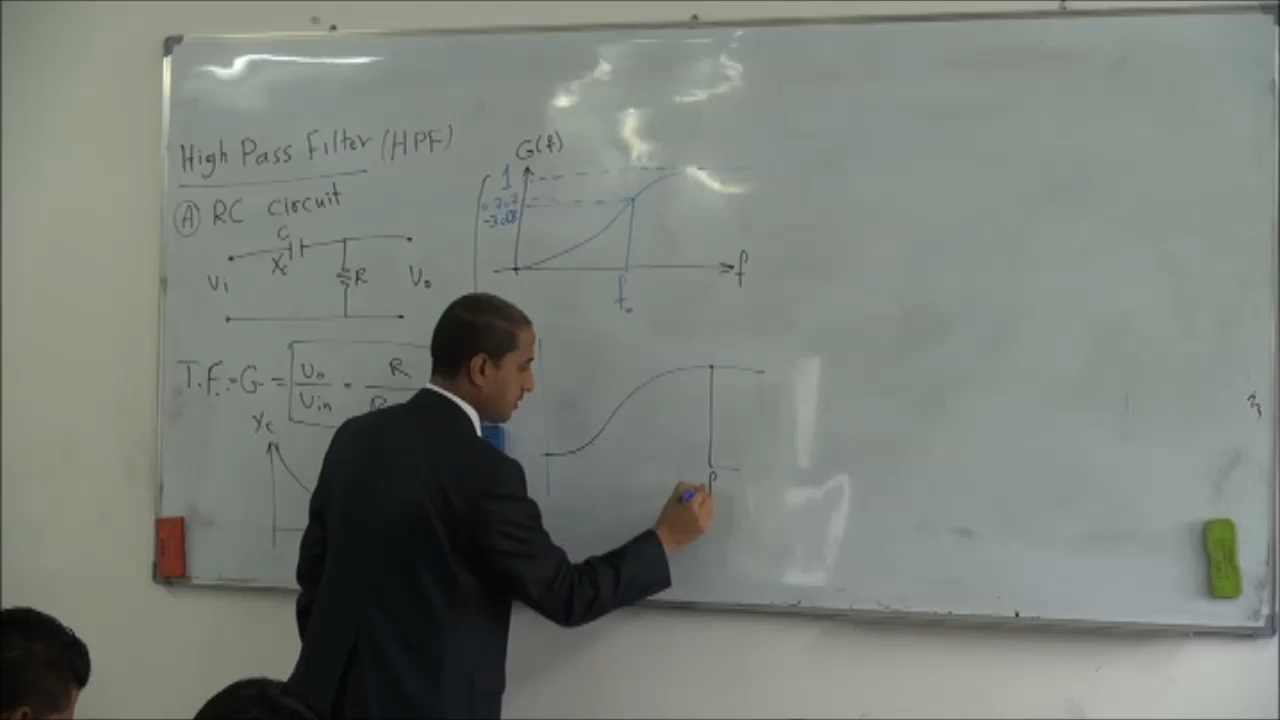 High Pass Filter (HPF)
A RC circuit
C
Xc
Vi
R
Vo
T.F. = G = Vo / Vin = R
Xc
G(f)
1
0.707
-3dB
f
fo
f